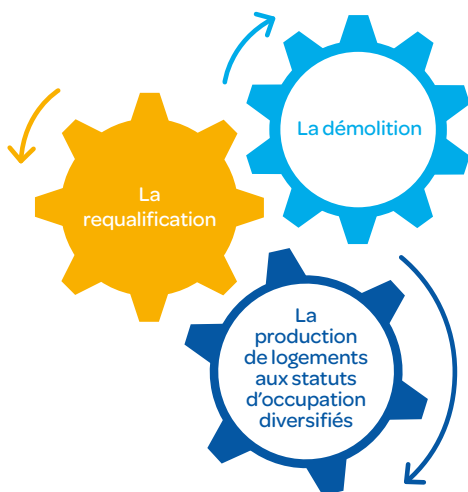 La démolition
La
requalification
La
production
de logements
aux statuts
d'occupation
diversifiés